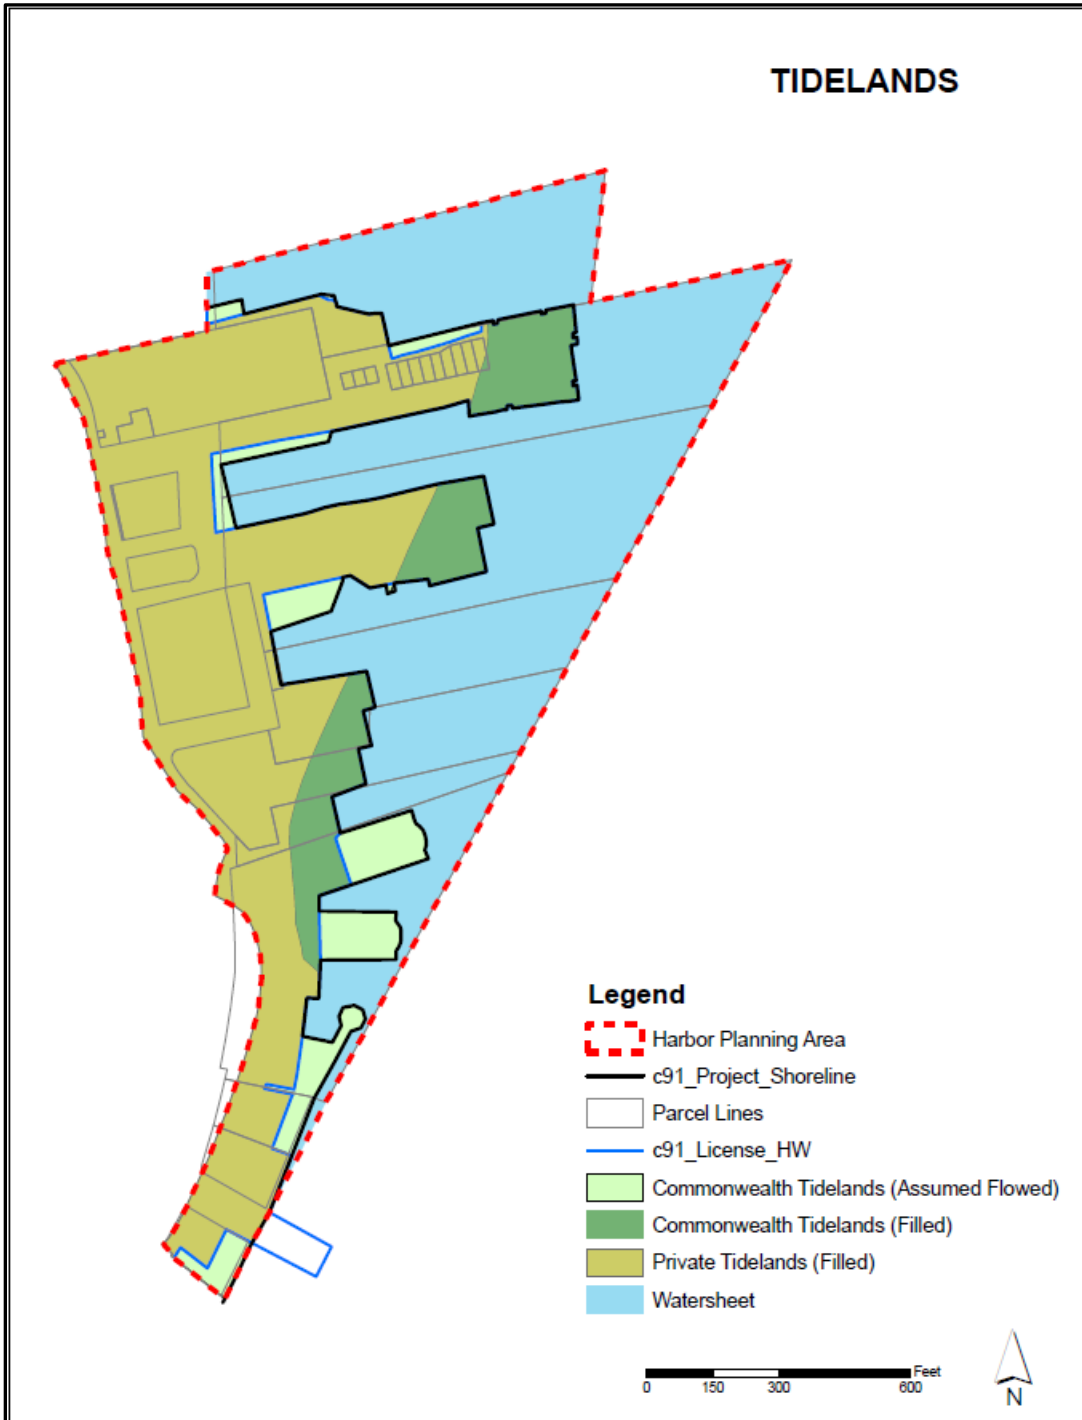 TIDELANDS
Legend
Harbor Planning Area
c91_Project_Shoreline
Parcel Lines
c91_License_HW
Commonwealth Tidelands (Assumed Flowed)
Commonwealth Tidelands (Filled)
Private Tidelands (Filled)
Watersheet
Feet
0 150 300 600
N